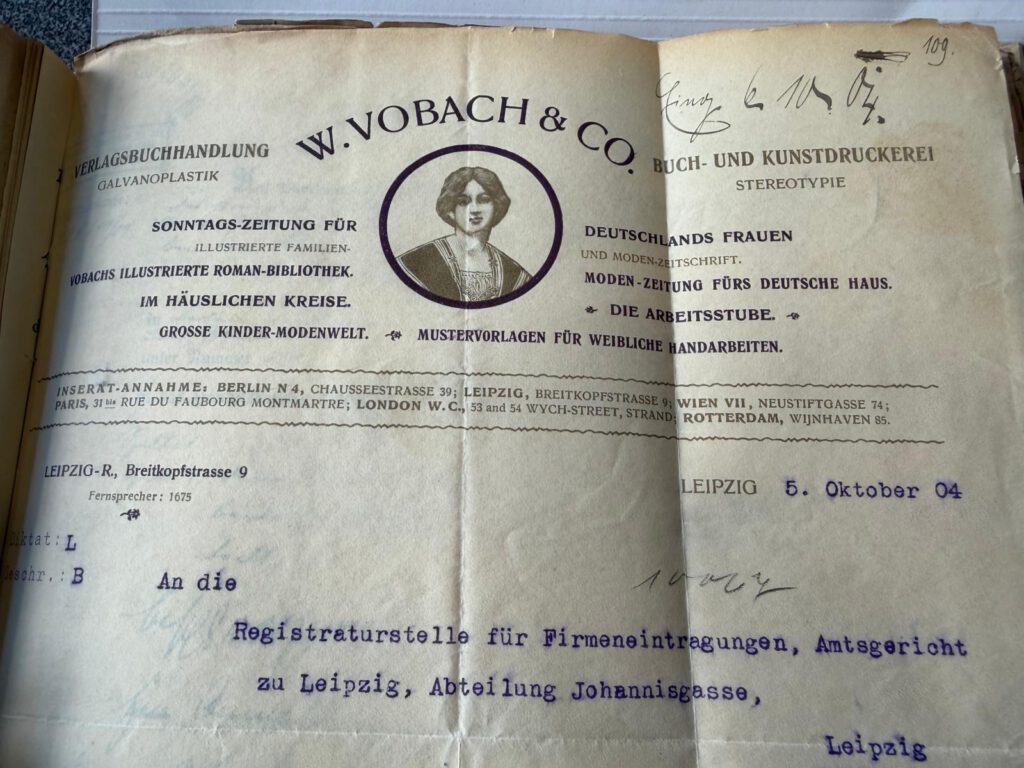 109.
W. VOBACH & CO.
VERLAGSBUCHHANDLUNG
GALVANOPLASTIK
BUCH- UND KUNSTDRUCKEREI
STEREOTYPIE
SONNTAGS-ZEITUNG FÜR DEUTSCHLANDS FRAUEN
ILLUSTRIERTE FAMILIEN- UND MODEN-ZEITSCHRIFT.
VOBACHS ILLUSTRIERTE ROMAN-BIBLIOTHEK. MODEN-ZEITUNG FÜRS DEUTSCHE HAUS.
IM HÄUSLICHEN KREISE. DIE ARBEITSSTUBE.
GROSSE KINDER-MODENWELT. MUSTERVORLAGEN FÜR WEIBLICHE HANDARBEITEN.
INSERAT-ANNAHME: BERLIN N 4, CHAUSSEESTRASSE 39; LEIPZIG, BREITKOPFSTRASSE 9; WIEN VII, NEUSTIFTGASSE 74;
PARIS, 31 bis RUE DU FAUBOURG MONTMARTRE; LONDON W. C., 53 and 54 WYCH-STREET, STRAND; ROTTERDAM, WIJNHAVEN 85.
LEIPZIG-R., Breitkopfstrasse 9
Fernsprecher: 1675
LEIPZIG 5. Oktober 04
Diktat: L
Geschr.: B
An die
Registraturstelle für Firmeneintragungen, Amtsgericht
zu Leipzig, Abteilung Johannisgasse,
Leipzig